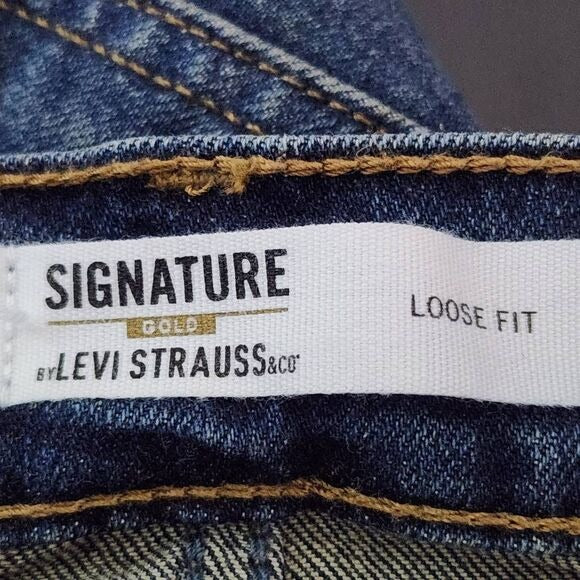 SIGNATURE
GOLD
BY LEVI STRAUSS &CO
LOOSE FIT